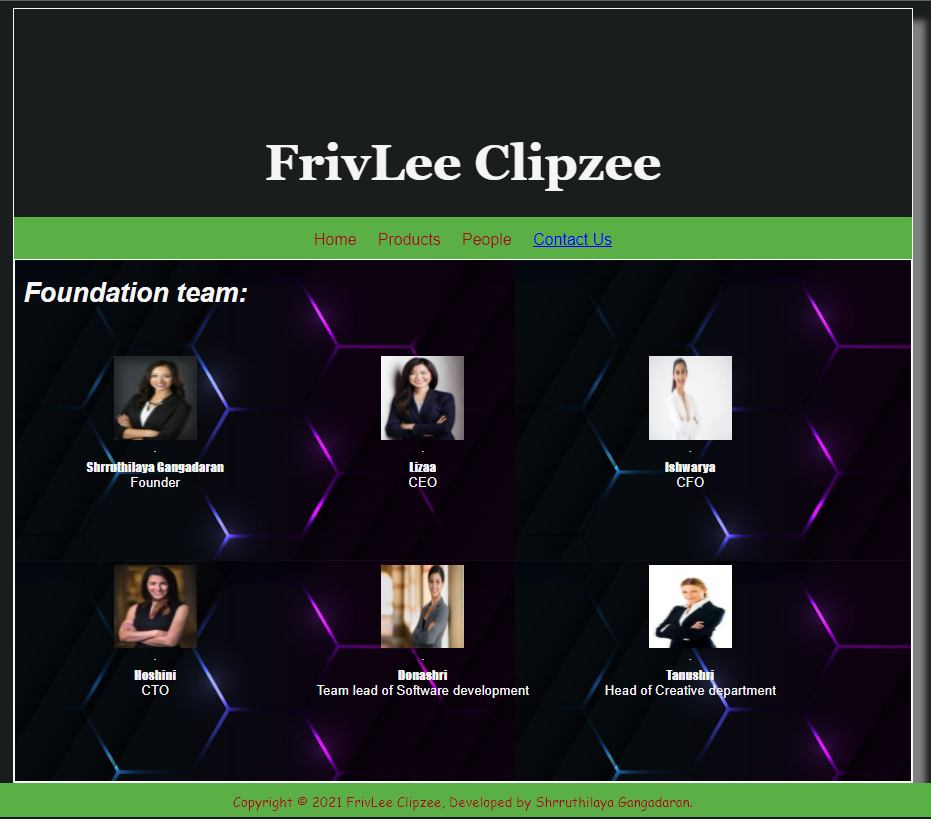 FrivLee Clipzee
Home Products People Contact Us
Foundation team:
.
Shrruthilaya Gangadaran
Founder
.
Lizaa
CEO
.
Ishwarya
CFO
.
Hoshini
CTO
.
Donashri
Team lead of Software development
.
Tanushri
Head of Creative department
Copyright © 2021 FrivLee Clipzee, Developed by Shrruthilaya Gangadaran.